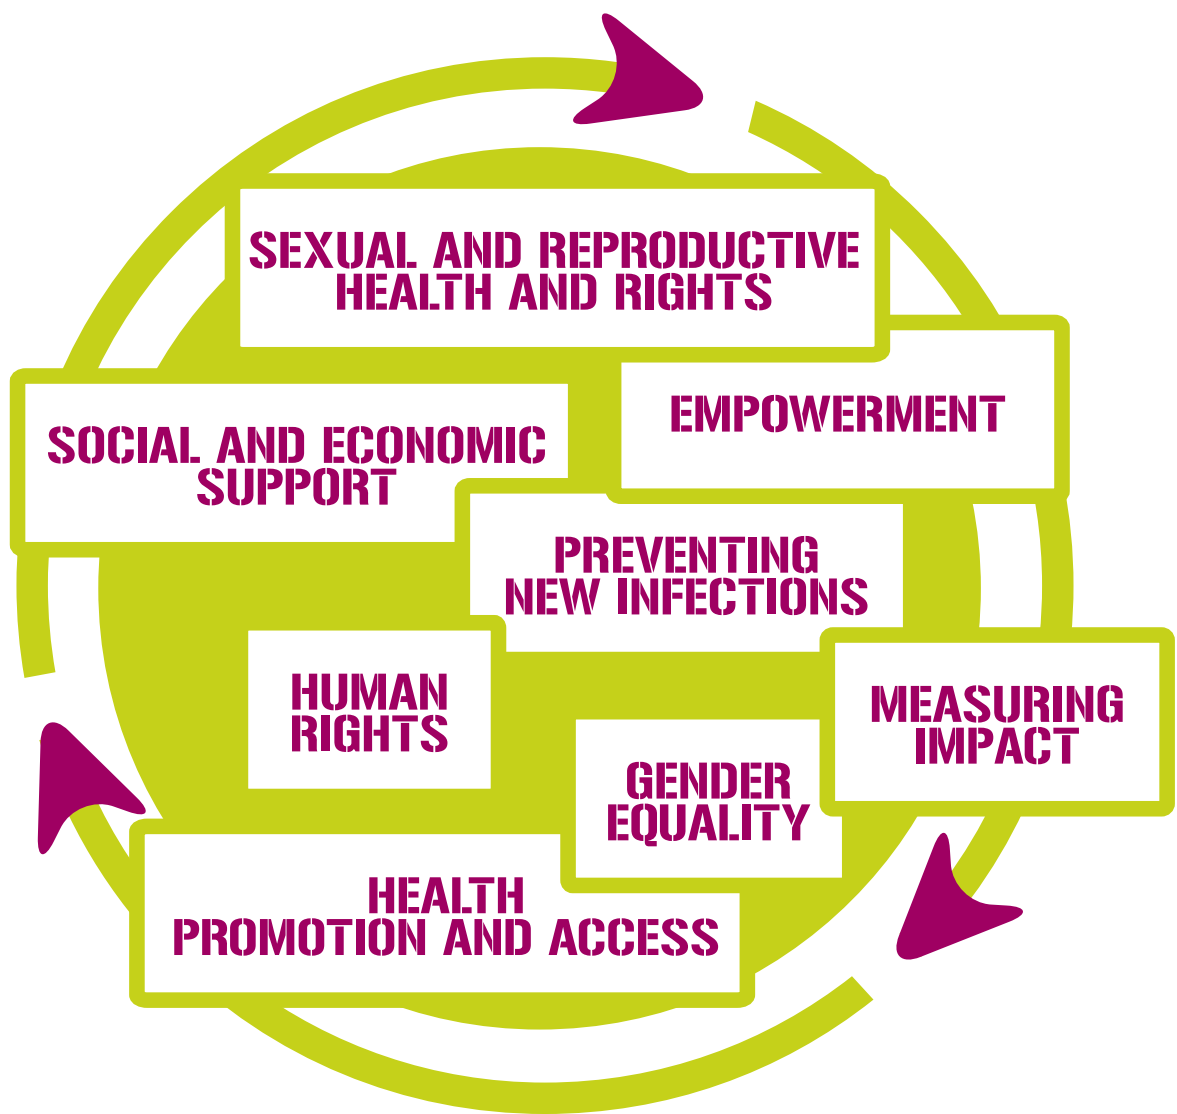 SEXUAL AND REPRODUCTIVE
HEALTH AND RIGHTS
EMPOWERMENT
SOCIAL AND ECONOMIC
SUPPORT
PREVENTING
NEW INFECTIONS
HUMAN
RIGHTS
MEASURING
IMPACT
GENDER
EQUALITY
HEALTH
PROMOTION AND ACCESS